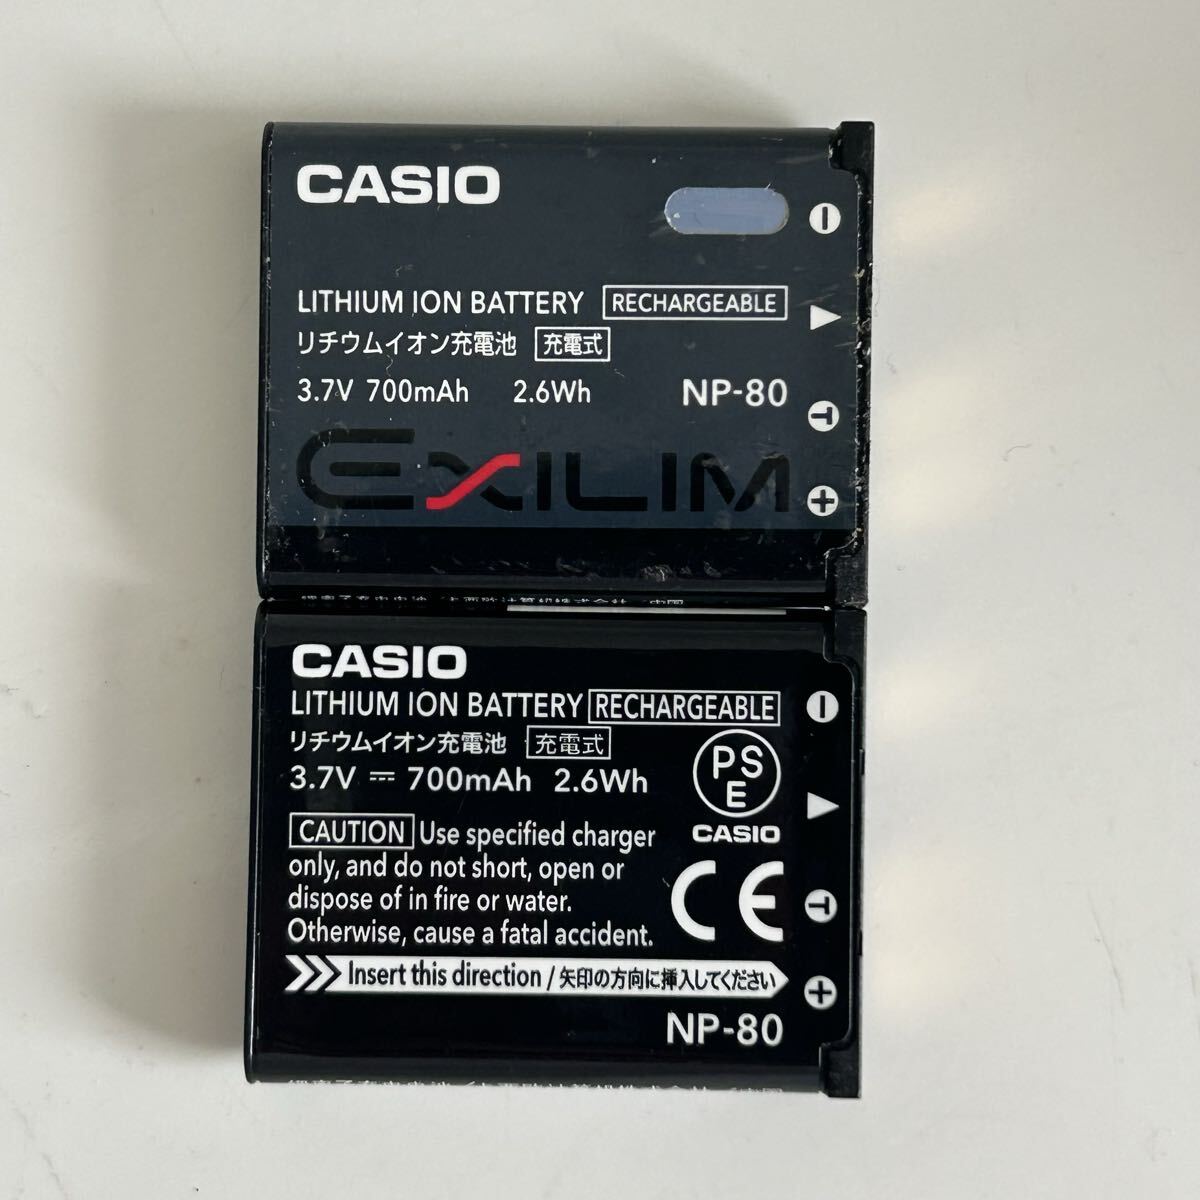 CASIO
LITHIUM ION BATTERY RECHARGEABLE
リチウムイオン充電池 充電式
3.7V 700mAh 2.6Wh NP-80
EXILIM
CASIO
LITHIUM ION BATTERY RECHARGEABLE
リチウムイオン充電池 充電式
3.7V ⎓ 700mAh 2.6Wh
PS
E
CASIO
CAUTION Use specified charger
only, and do not short, open or
dispose of in fire or water.
Otherwise, cause a fatal accident.
CE
Insert this direction / 矢印の方向に挿入してください
NP-80
− 
T
+
−
T
+